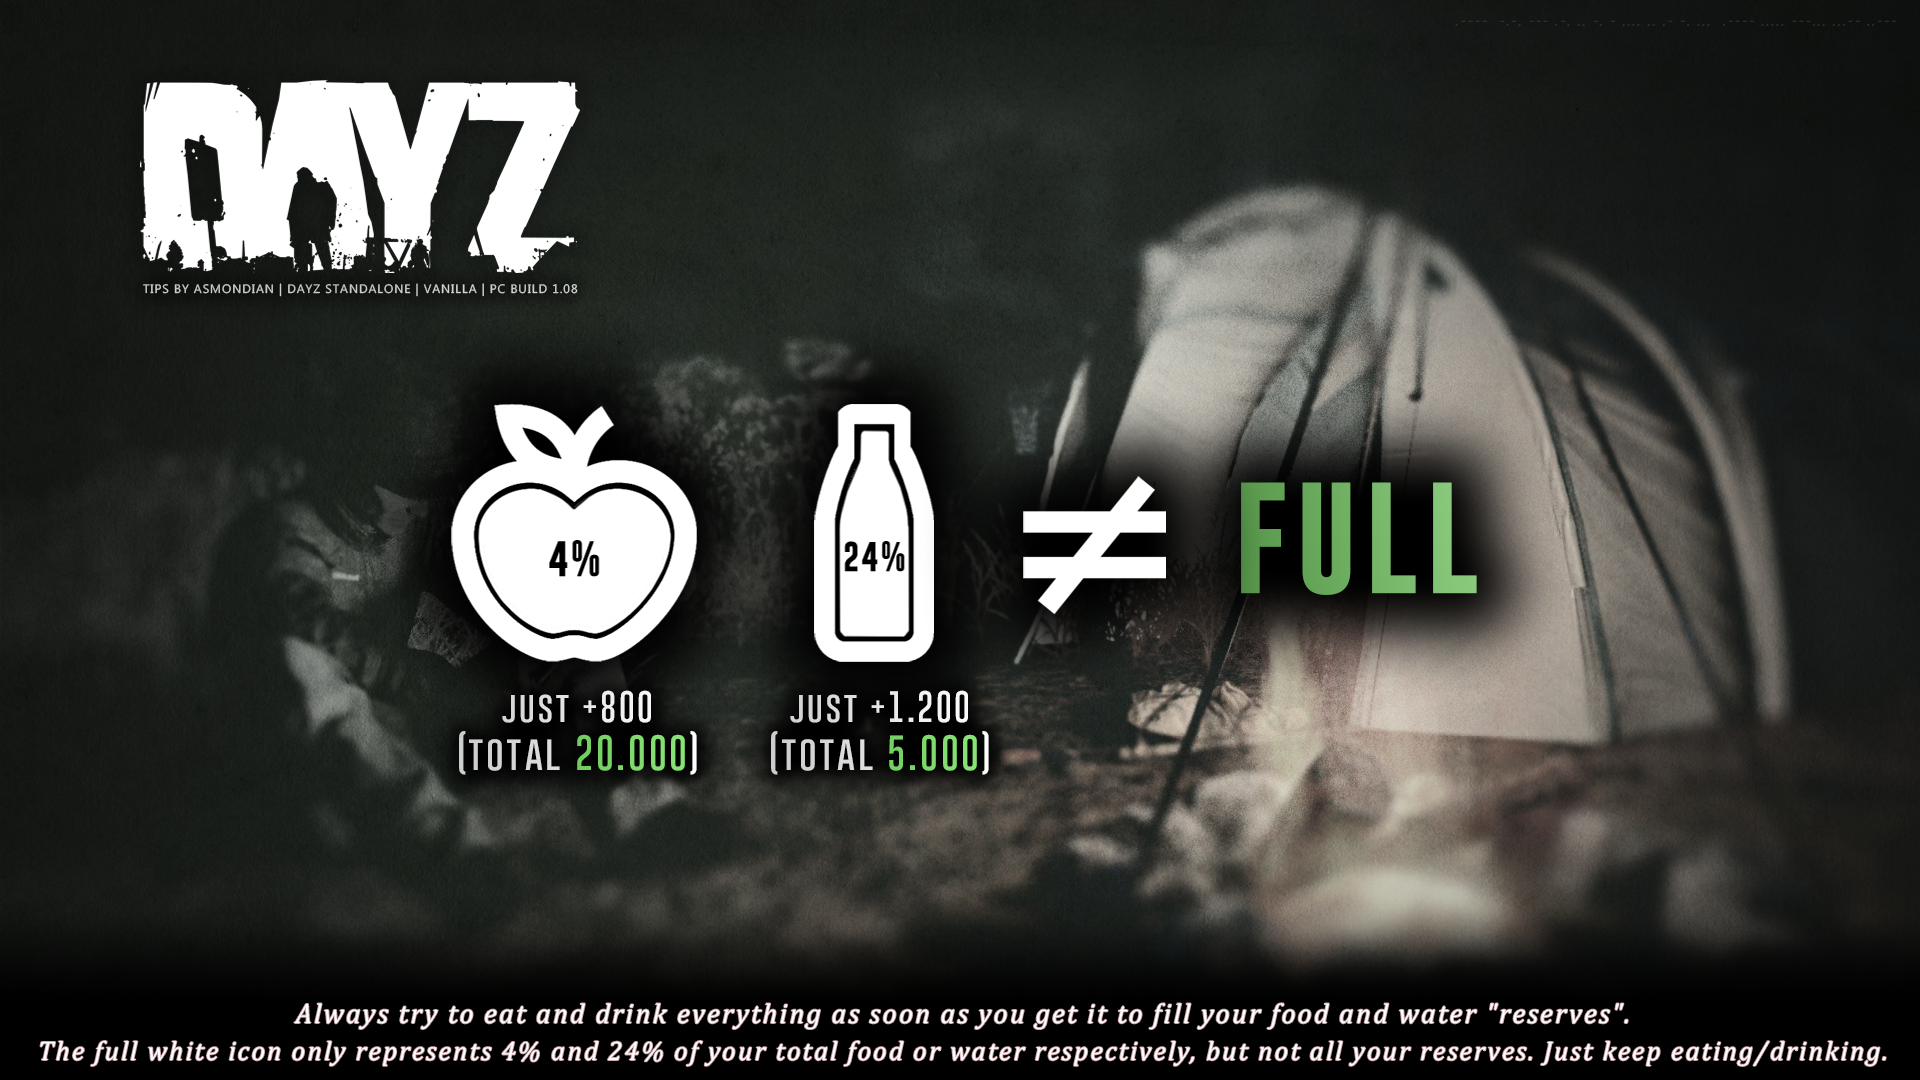 DAYZ
TIPS BY ASMONDIAN | DAYZ STANDALONE | VANILLA | PC BUILD 1.08
4%
24%
≠
FULL
JUST +800
(TOTAL 20.000)
JUST +1.200
(TOTAL 5.000)
Always try to eat and drink everything as soon as you get it to fill your food and water "reserves".
The full white icon only represents 4% and 24% of your total food or water respectively, but not all your reserves. Just keep eating/drinking.